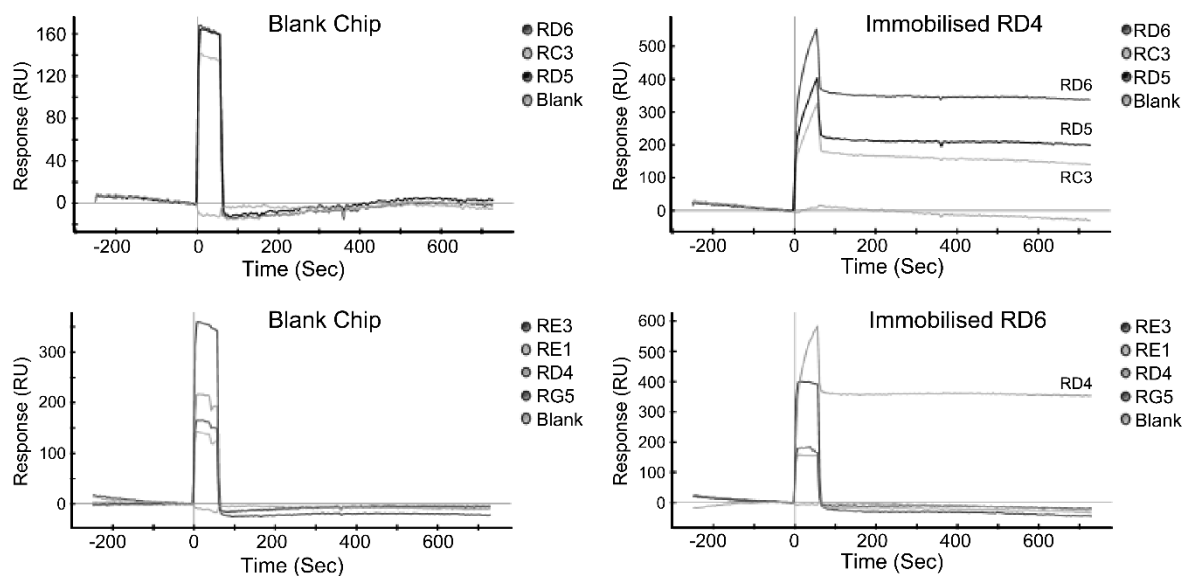 Blank Chip
Response (RU)
160
120
80
40
0
-200 0 200 400 600
Time (Sec)
RD6
RC3
RD5
Blank
Immobilised RD4
Response (RU)
500
400
300
200
100
0
-200 0 200 400 600
Time (Sec)
RD6
RD5
RC3
RD6
RC3
RD5
Blank
Blank Chip
Response (RU)
300
200
100
0
-200 0 200 400 600
Time (Sec)
RE3
RE1
RD4
RG5
Blank
Immobilised RD6
Response (RU)
600
500
400
300
200
100
0
-200 0 200 400 600
Time (Sec)
RD4
RE3
RE1
RD4
RG5
Blank